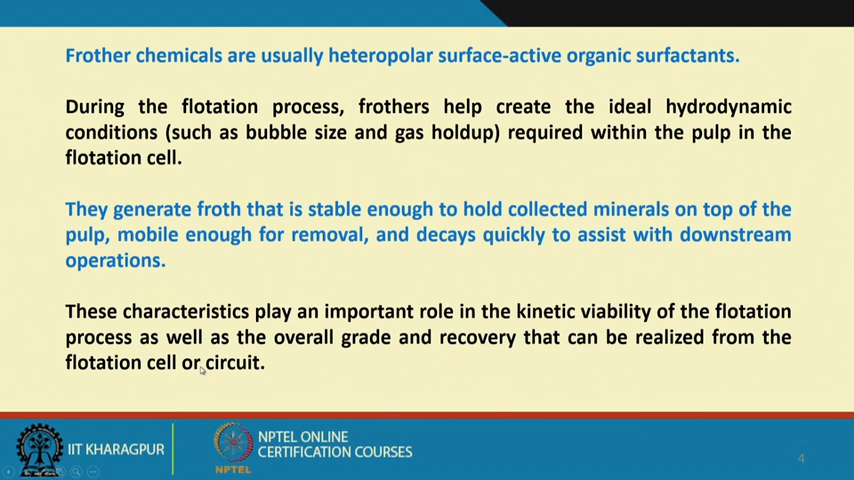 Frother chemicals are usually heteropolar surface-active organic surfactants.
During the flotation process, frothers help create the ideal hydrodynamic
conditions (such as bubble size and gas holdup) required within the pulp in the
flotation cell.
They generate froth that is stable enough to hold collected minerals on top of the
pulp, mobile enough for removal, and decays quickly to assist with downstream
operations.
These characteristics play an important role in the kinetic viability of the flotation
process as well as the overall grade and recovery that can be realized from the
flotation cell or circuit.
IIT KHARAGPUR
NPTEL
NPTEL ONLINE
CERTIFICATION COURSES
4